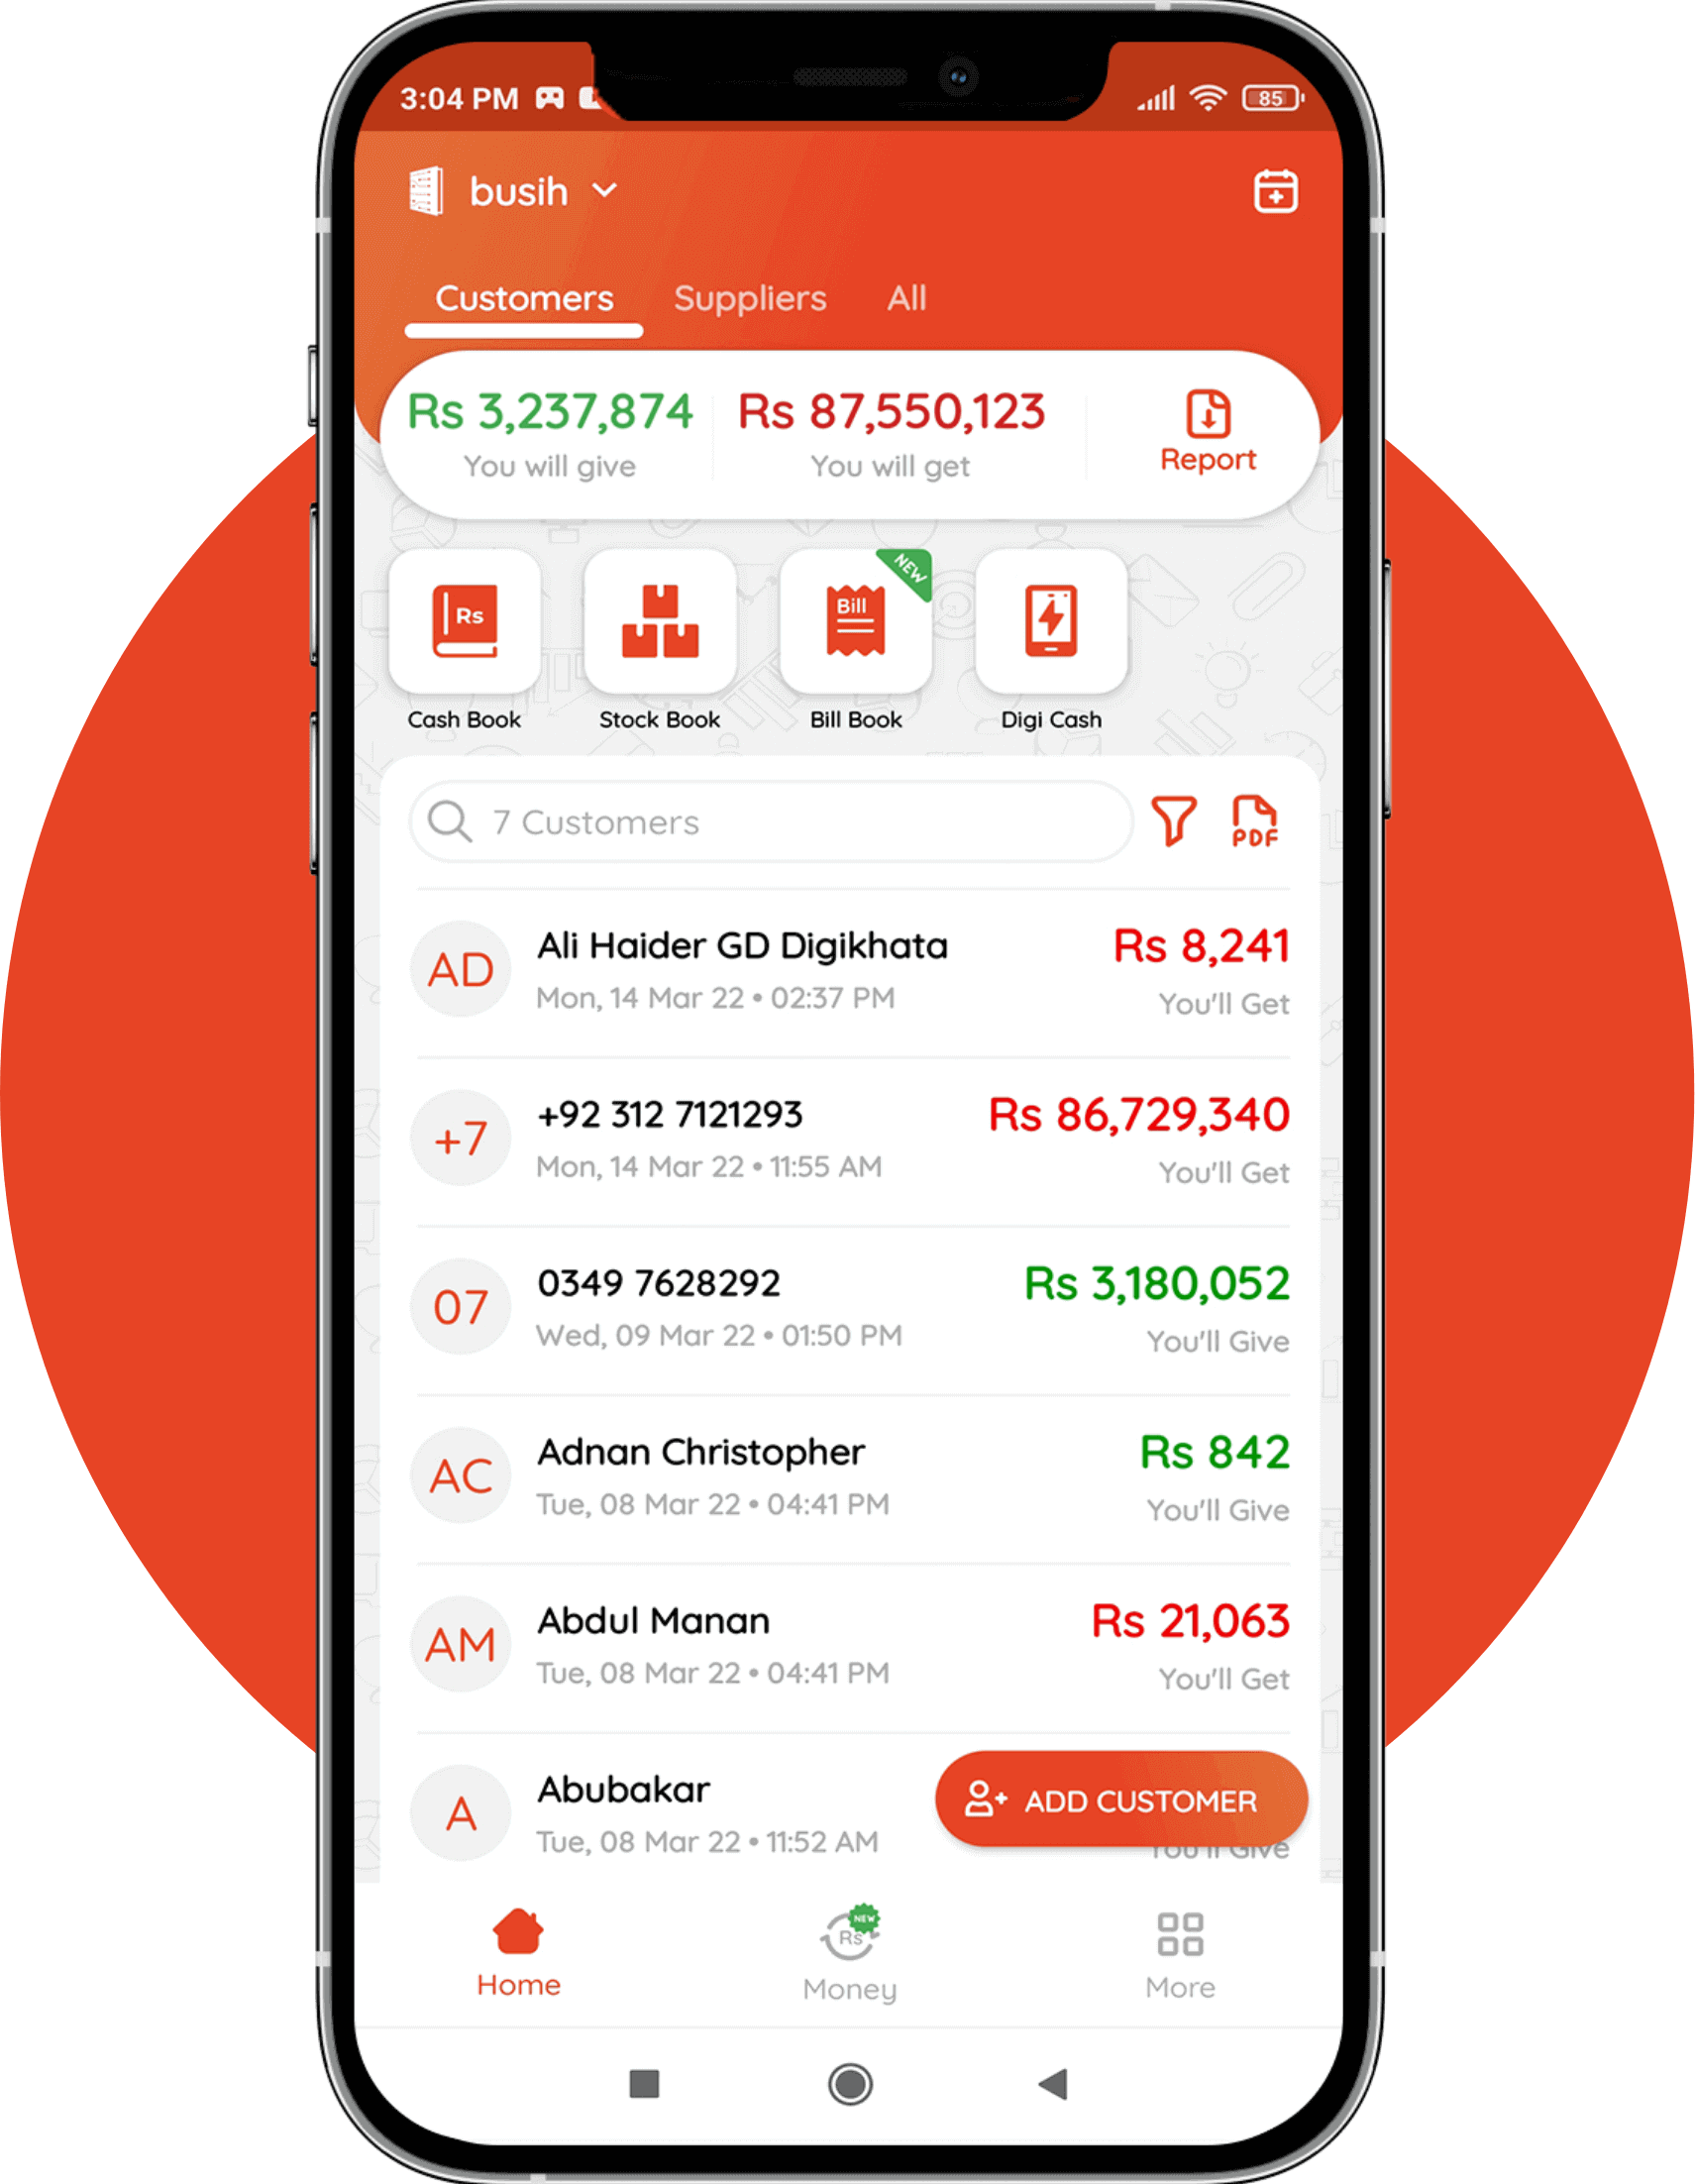 3:04 PM
85
busih
Customers Suppliers All
Rs 3,237,874 Rs 87,550,123
You will give You will get Report
Rs Bill NEW
Cash Book Stock Book Bill Book Digi Cash
7 Customers PDF
AD Ali Haider GD Digikhata Rs 8,241
Mon, 14 Mar 22 • 02:37 PM You'll Get
+7 +92 312 7121293 Rs 86,729,340
Mon, 14 Mar 22 • 11:55 AM You'll Get
07 0349 7628292 Rs 3,180,052
Wed, 09 Mar 22 • 01:50 PM You'll Give
AC Adnan Christopher Rs 842
Tue, 08 Mar 22 • 04:41 PM You'll Give
AM Abdul Manan Rs 21,063
Tue, 08 Mar 22 • 04:41 PM You'll Get
A Abubakar ADD CUSTOMER
Tue, 08 Mar 22 • 11:52 AM You'll Give
NEW
Rs
Home Money More